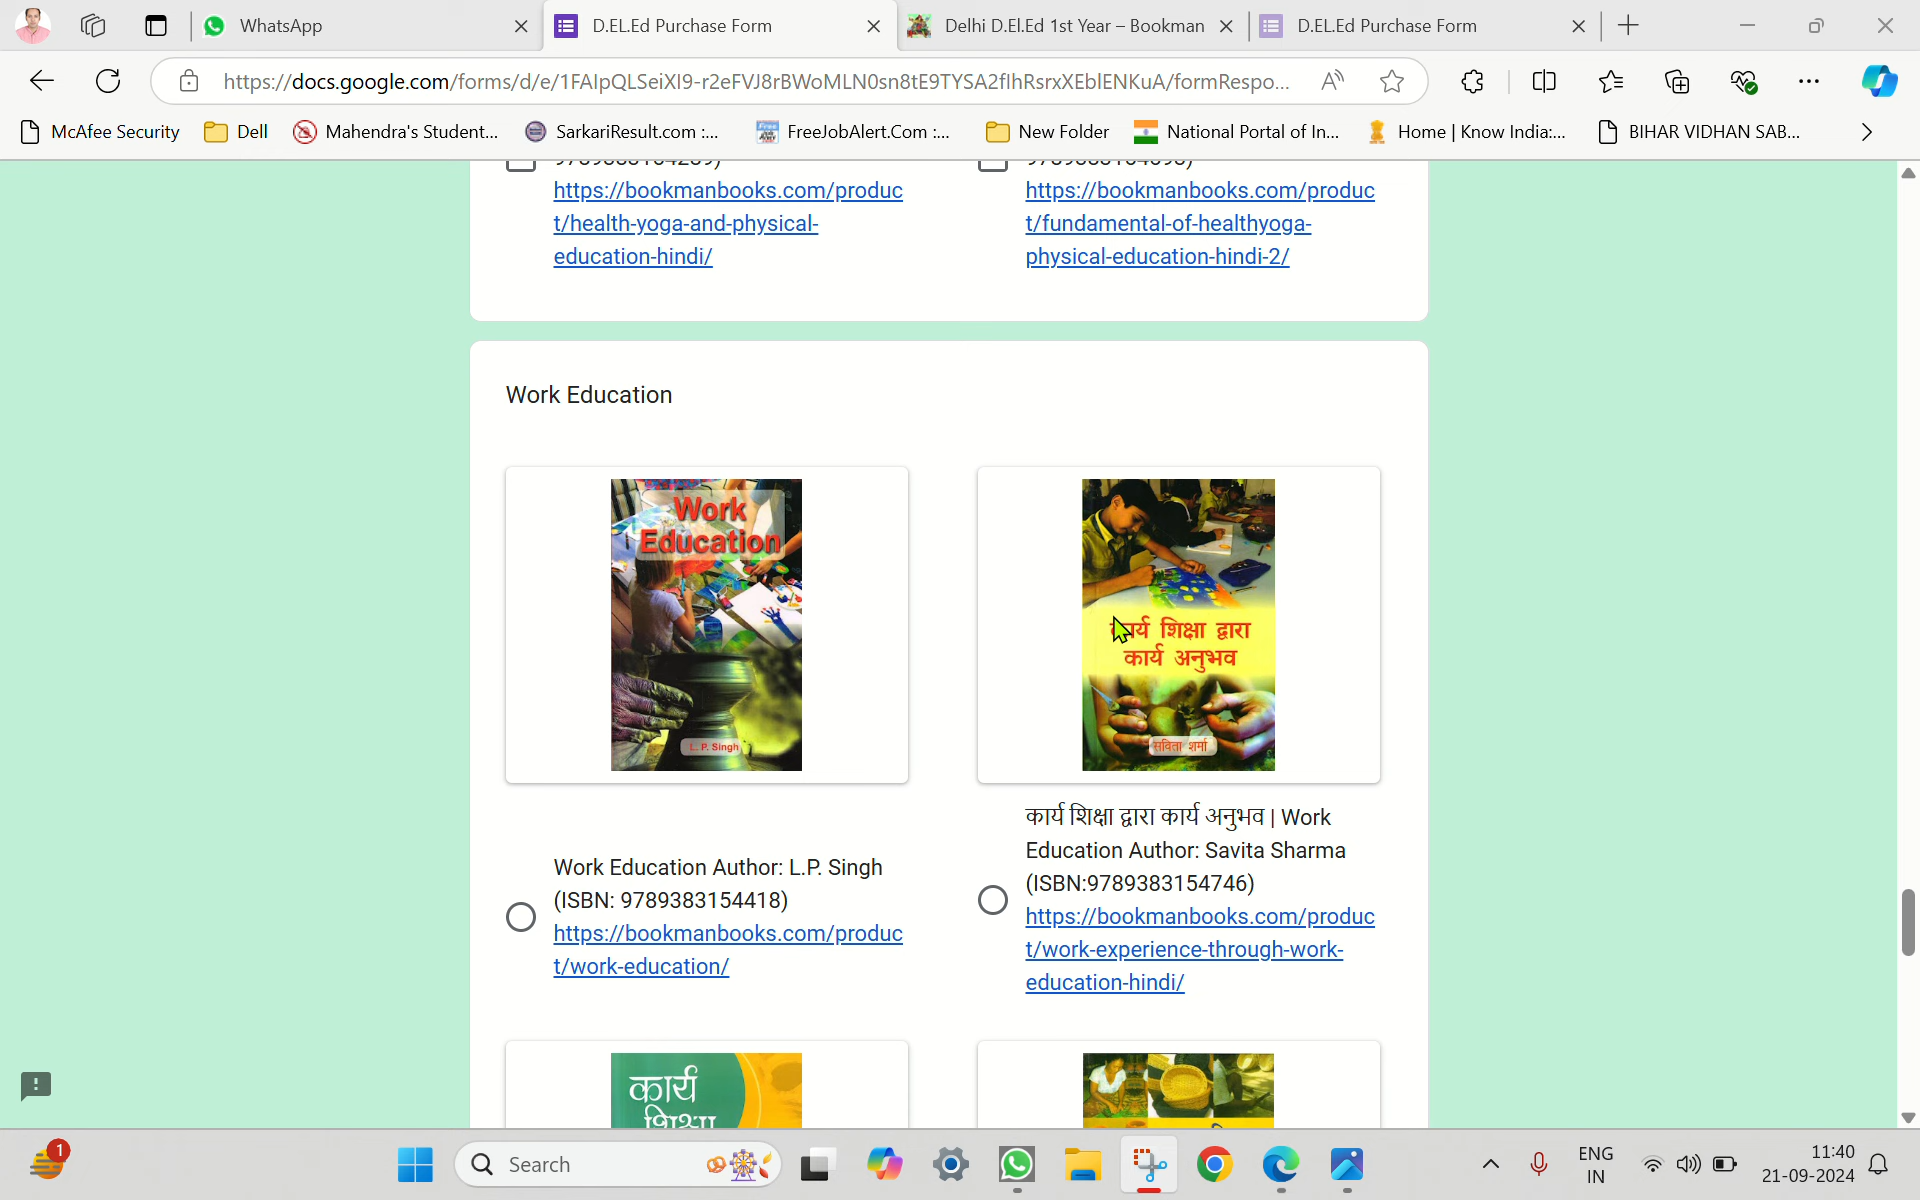 WhatsApp
D.EL.Ed Purchase Form
Delhi D.El.Ed 1st Year – Bookman
D.EL.Ed Purchase Form
https://docs.google.com/forms/d/e/1FAIpQLSeiXI9-r2eFVJ8rBWoMLN0sn8tE9TYSA2fIhRsrxXEblENKuA/formRespo...
McAfee Security
Dell
Mahendra's Student...
SarkariResult.com :...
FreeJobAlert.Com :...
New Folder
National Portal of In...
Home | Know India:...
BIHAR VIDHAN SAB...
https://bookmanbooks.com/produc
t/health-yoga-and-physical-
education-hindi/
https://bookmanbooks.com/produc
t/fundamental-of-healthyoga-
physical-education-hindi-2/
Work Education
Work
Education
L. P. Singh
कार्य शिक्षा द्वारा
कार्य अनुभव
सविता शर्मा
Work Education Author: L.P. Singh
(ISBN: 9789383154418)
https://bookmanbooks.com/produc
t/work-education/
कार्य शिक्षा द्वारा कार्य अनुभव | Work
Education Author: Savita Sharma
(ISBN:9789383154746)
https://bookmanbooks.com/produc
t/work-experience-through-work-
education-hindi/
कार्य
शिक्षा
1
Search
ENG
IN
11:40
21-09-2024